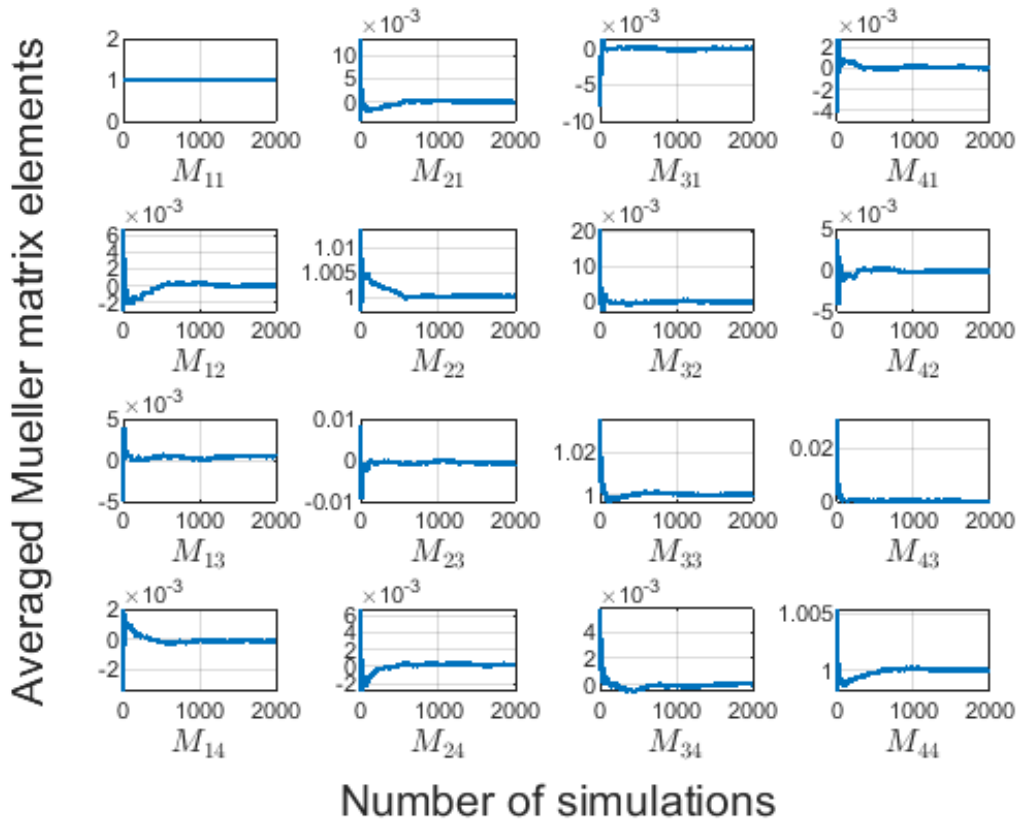 Averaged Mueller matrix elements
2
1
0
0 1000 2000
M₁₁
×10⁻³
10
5
0
0 1000 2000
M₂₁
×10⁻³
0
-5
-10
0 1000 2000
M₃₁
×10⁻³
2
0
-2
-4
0 1000 2000
M₄₁
×10⁻³
6
4
2
0
-2
0 1000 2000
M₁₂
1.01
1.005
1
0 1000 2000
M₂₂
×10⁻³
20
10
0
0 1000 2000
M₃₂
×10⁻³
5
0
-5
0 1000 2000
M₄₂
×10⁻³
5
0
-5
0 1000 2000
M₁₃
0.01
0
-0.01
0 1000 2000
M₂₃
1.02
1
0 1000 2000
M₃₃
0.02
0
0 1000 2000
M₄₃
×10⁻³
2
0
-2
0 1000 2000
M₁₄
×10⁻³
6
4
2
0
-2
0 1000 2000
M₂₄
×10⁻³
4
2
0
0 1000 2000
M₃₄
1.005
1
0 1000 2000
M₄₄
Number of simulations